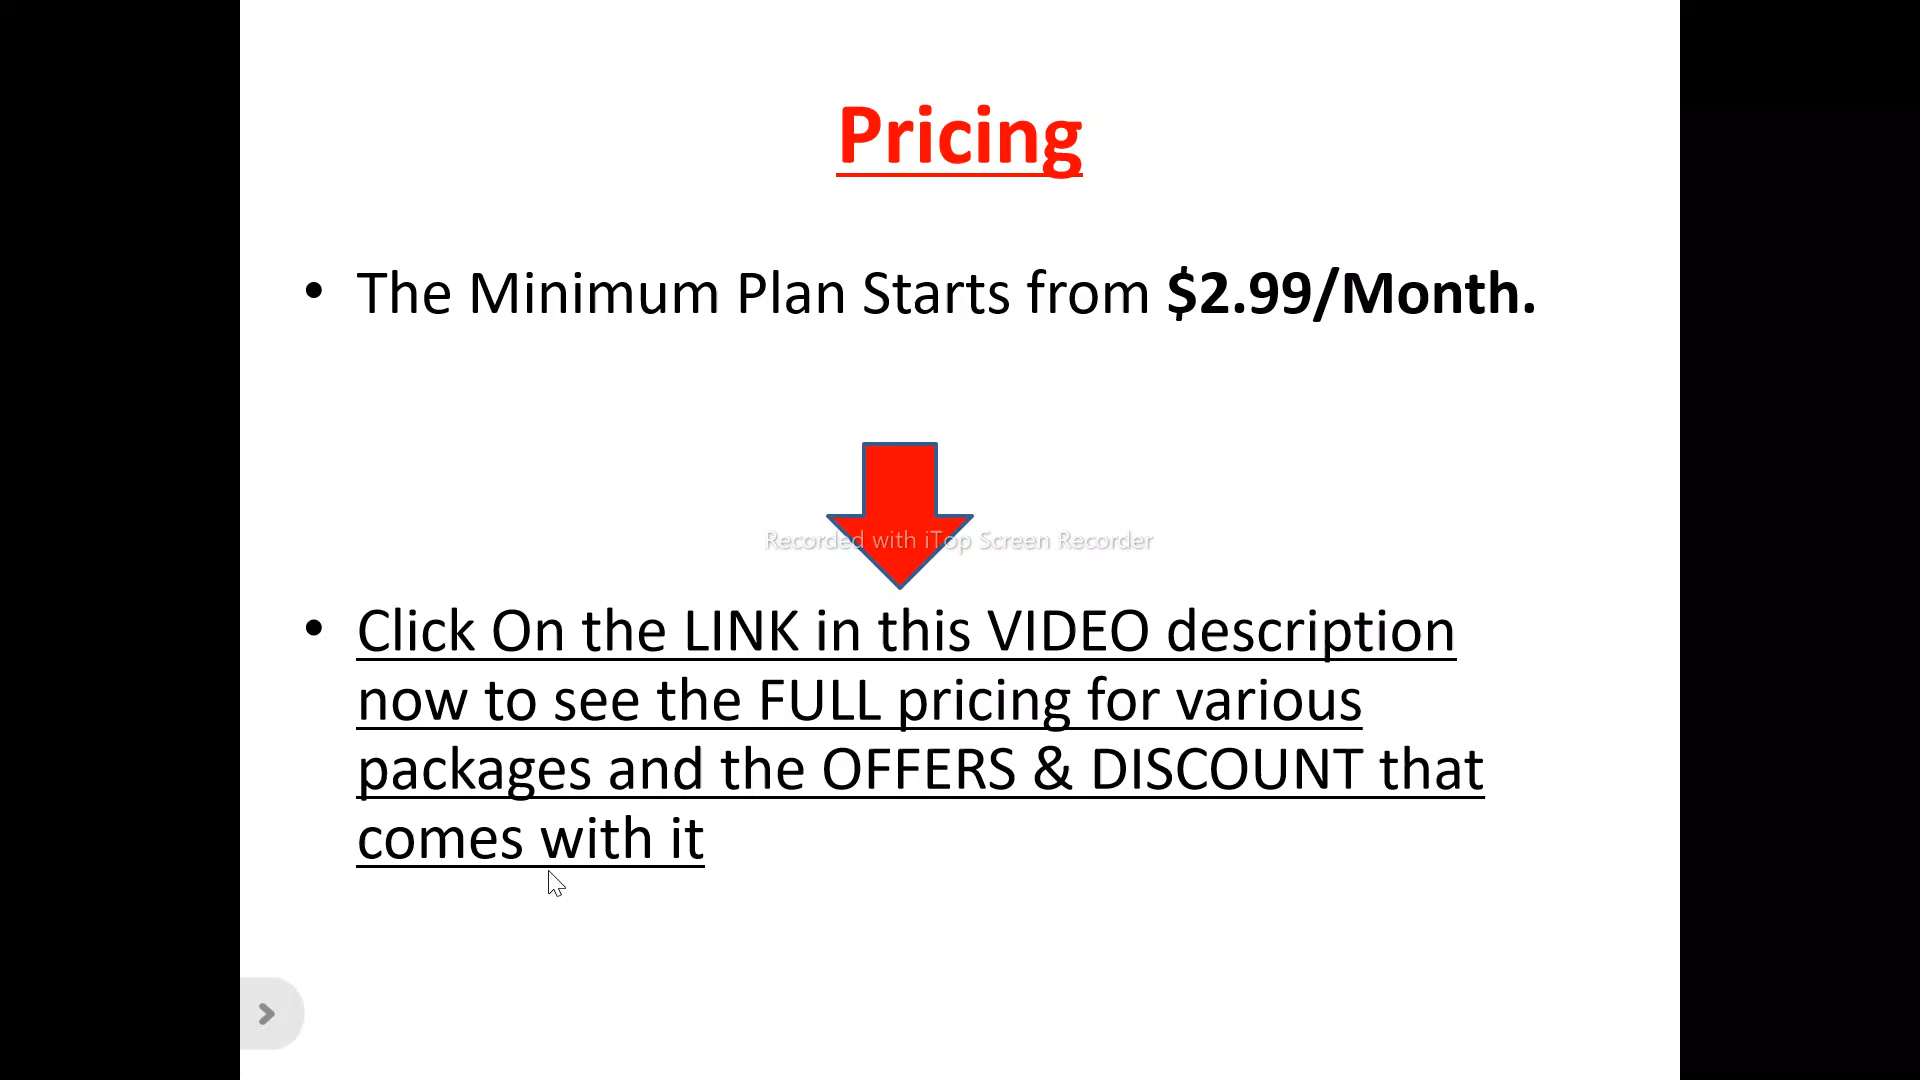 Pricing
• The Minimum Plan Starts from $2.99/Month.
Recorded with iTop Screen Recorder
• Click On the LINK in this VIDEO description
now to see the FULL pricing for various
packages and the OFFERS & DISCOUNT that
comes with it